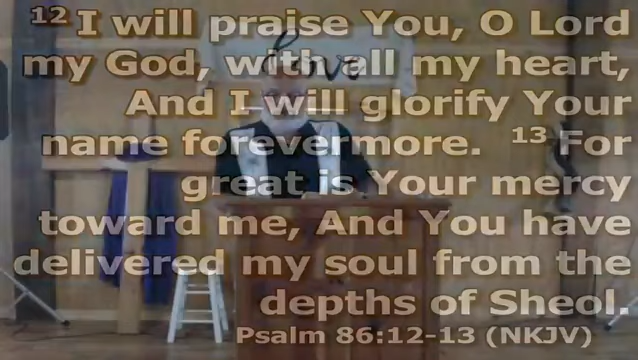 Love
12 I will praise You, O Lord
my God, with all my heart,
And I will glorify Your
name forevermore. 13 For
great is Your mercy
toward me, And You have
delivered my soul from the
depths of Sheol.
Psalm 86:12-13 (NKJV)